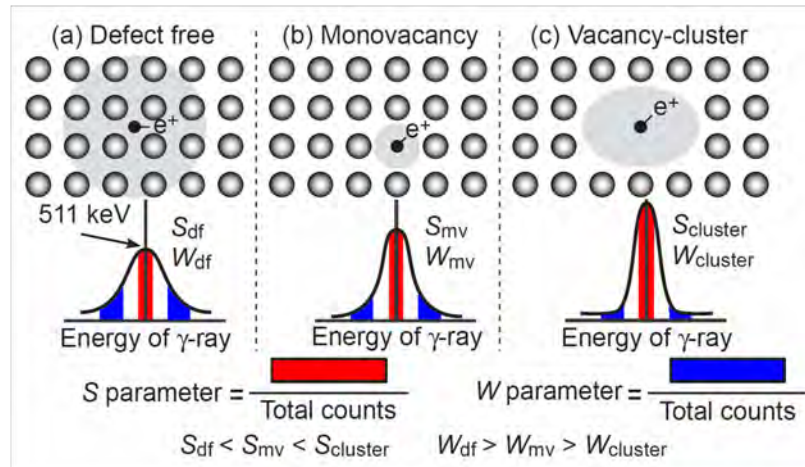 (a) Defect free
(b) Monovacancy
(c) Vacancy-cluster
e+
e+
e+
511 keV
Sdf
Wdf
Smv
Wmv
Scluster
Wcluster
Energy of γ-ray
Energy of γ-ray
Energy of γ-ray
S parameter =
Total counts
W parameter =
Total counts
Sdf < Smv < Scluster
Wdf > Wmv > Wcluster